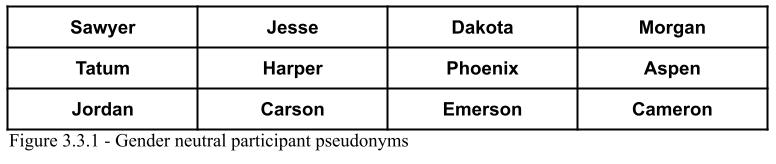 Sawyer Jesse Dakota Morgan
Tatum Harper Phoenix Aspen
Jordan Carson Emerson Cameron
Figure 3.3.1 - Gender neutral participant pseudonyms